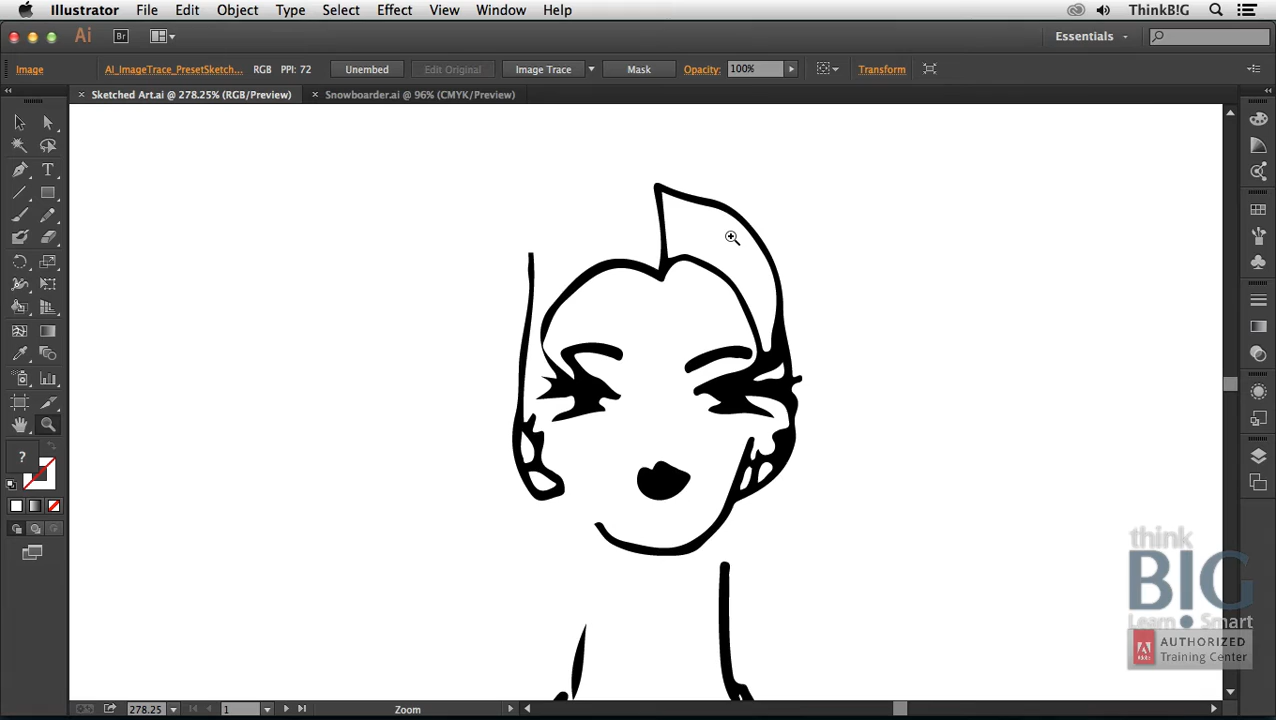 Illustrator File Edit Object Type Select Effect View Window Help ThinkB!G
Ai Br Essentials
Image AI_ImageTrace_PresetSketch... RGB PPI: 72 Unembed Edit Original Image Trace Mask Opacity: 100% Transform
Sketched Art.ai @ 278.25% (RGB/Preview) Snowboarder.ai @ 96% (CMYK/Preview)
T
?
think
B!G
Learn Smart
AUTHORIZED
Training Center
278.25 1 Zoom